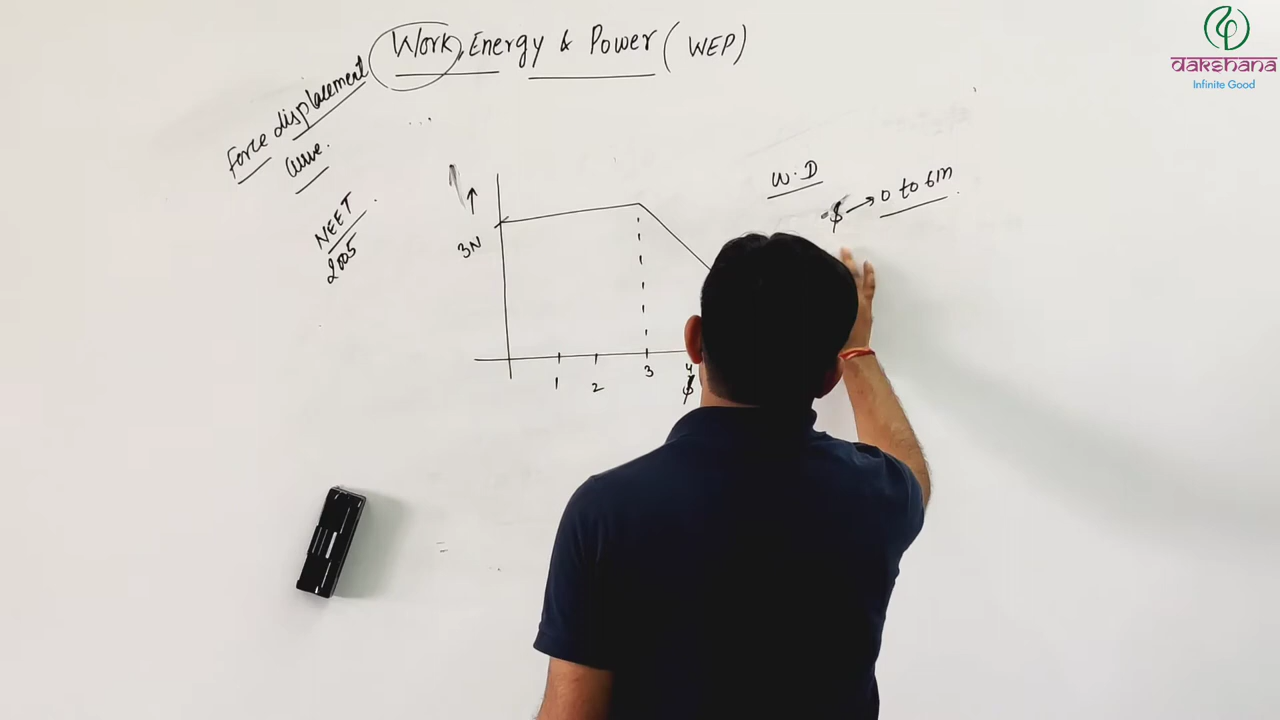 Work, Energy & Power (WEP)
Force displacement
Curve.
NEET
2005
3N
1 2 3 4
W.D
0 to 6m
dakshana
Infinite Good